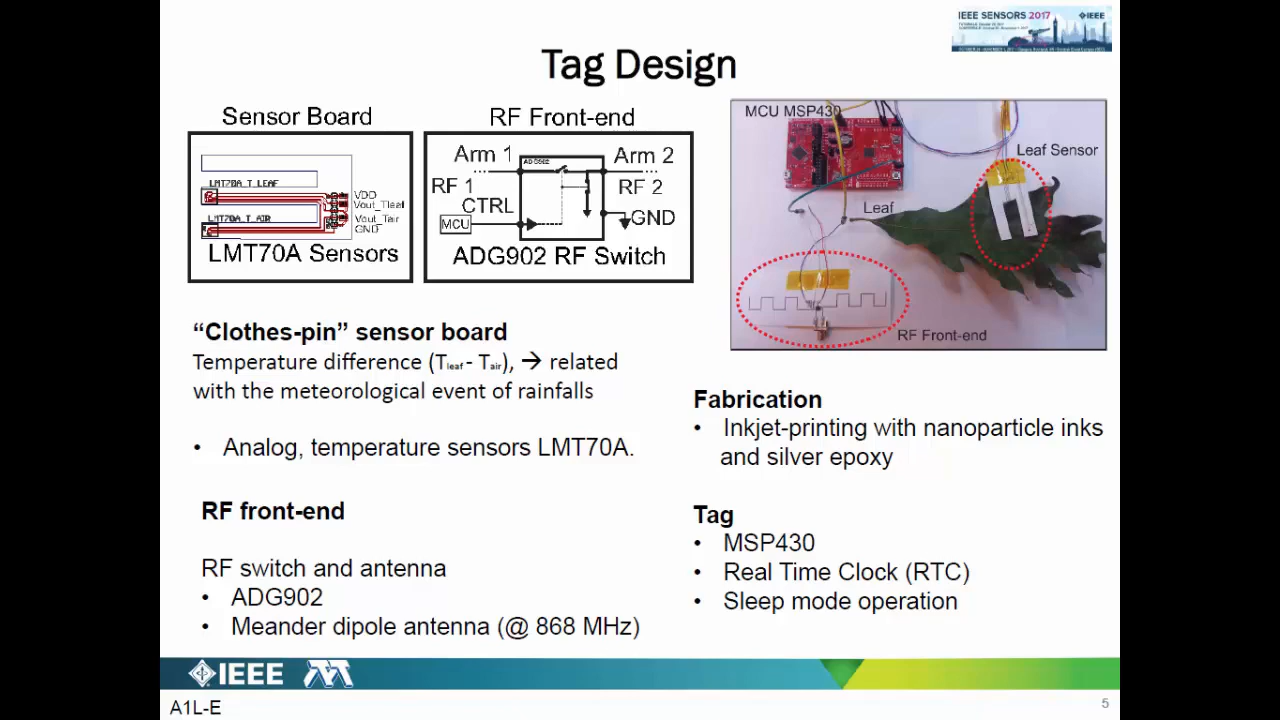 IEEE SENSORS 2017
IEEE
Tag Design
Sensor Board
LMT70A_T_LEAF
LMT70A_T_AIR
VDD
Vout_Tleaf
Vout_Tair
GND
LMT70A Sensors
RF Front-end
Arm 1
ADG902
Arm 2
RF 1
RF 2
CTRL
MCU
GND
ADG902 RF Switch
MCU MSP430
Leaf Sensor
Leaf
RF Front-end
“Clothes-pin” sensor board
Temperature difference (Tleaf - Tair), → related
with the meteorological event of rainfalls
• Analog, temperature sensors LMT70A.
RF front-end
RF switch and antenna
• ADG902
• Meander dipole antenna (@ 868 MHz)
Fabrication
• Inkjet-printing with nanoparticle inks
and silver epoxy
Tag
• MSP430
• Real Time Clock (RTC)
• Sleep mode operation
IEEE
A1L-E
5